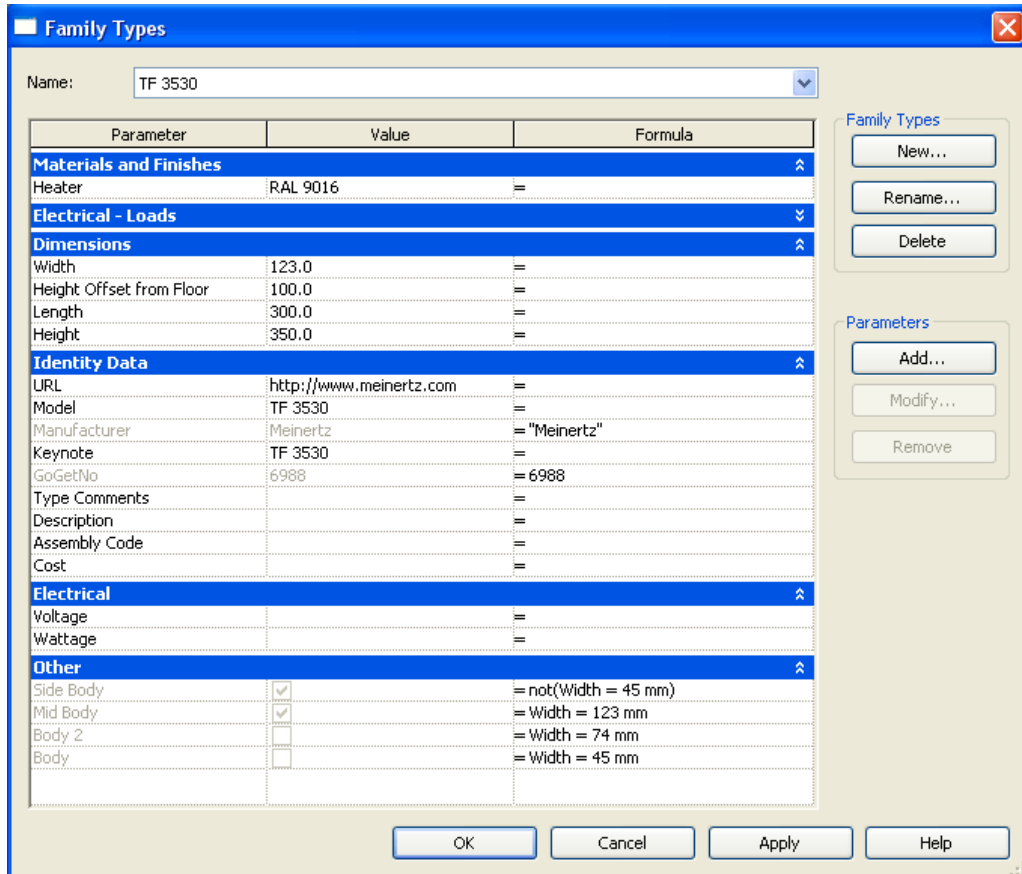 Family Types
Name: TF 3530
Parameter Value Formula
Materials and Finishes
Heater RAL 9016 =
Electrical - Loads
Dimensions
Width 123.0 =
Height Offset from Floor 100.0 =
Length 300.0 =
Height 350.0 =
Identity Data
URL http://www.meinertz.com =
Model TF 3530 =
Manufacturer Meinertz = "Meinertz"
Keynote TF 3530 =
GoGetNo 6988 = 6988
Type Comments =
Description =
Assembly Code =
Cost =
Electrical
Voltage =
Wattage =
Other
Side Body = not(Width = 45 mm)
Mid Body = Width = 123 mm
Body 2 = Width = 74 mm
Body = Width = 45 mm
Family Types
New...
Rename...
Delete
Parameters
Add...
Modify...
Remove
OK Cancel Apply Help